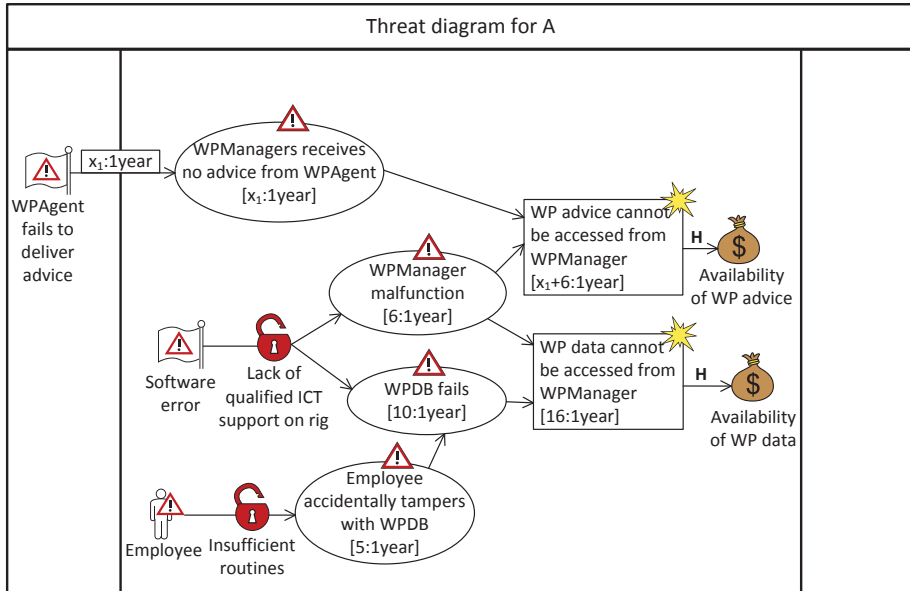 Threat diagram for A
x₁:1year
WPAgent
fails to
deliver
advice
WPManagers receives
no advice from WPAgent
[x₁:1year]
WP advice cannot
be accessed from
WPManager
[x₁+6:1year]
H
$
Availability
of WP advice
WPManager
malfunction
[6:1year]
Software
error
Lack of
qualified ICT
support on rig
WPDB fails
[10:1year]
WP data cannot
be accessed from
WPManager
[16:1year]
H
$
Availability
of WP data
Employee
accidentally tampers
with WPDB
[5:1year]
Employee
Insufficient
routines